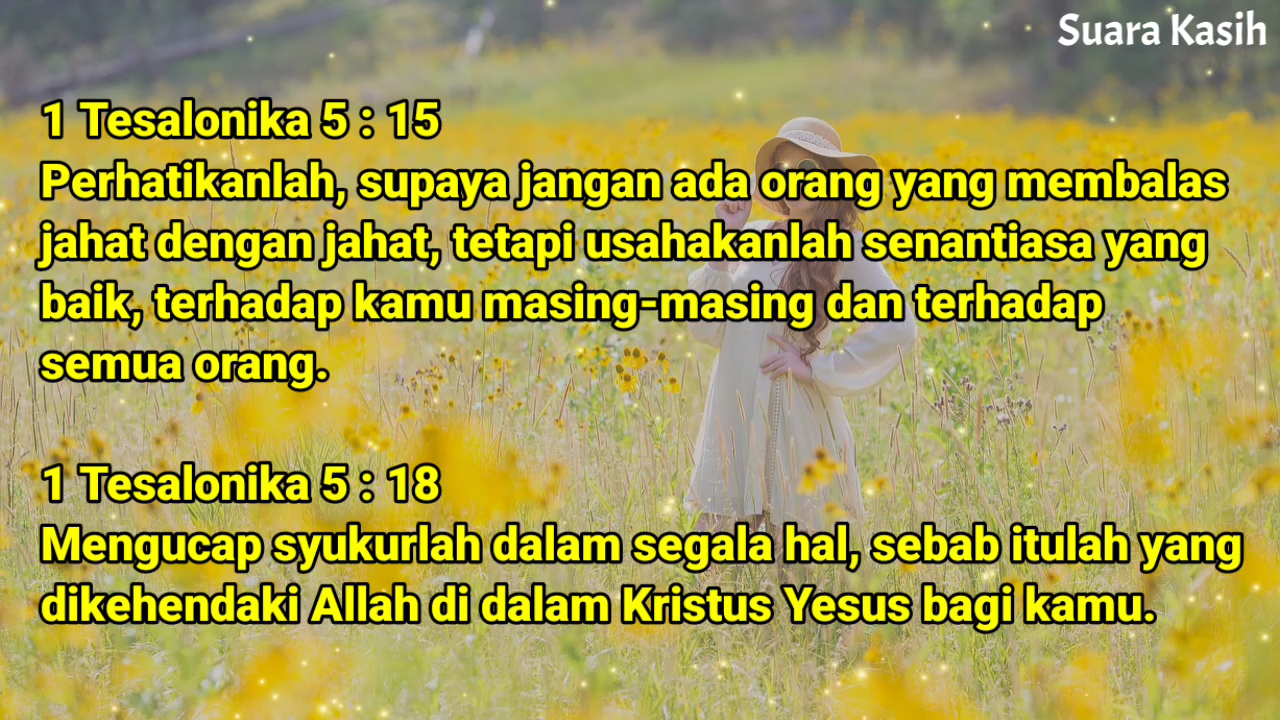 Suara Kasih
1 Tesalonika 5 : 15
Perhatikanlah, supaya jangan ada orang yang membalas
jahat dengan jahat, tetapi usahakanlah senantiasa yang
baik, terhadap kamu masing-masing dan terhadap
semua orang.
1 Tesalonika 5 : 18
Mengucap syukurlah dalam segala hal, sebab itulah yang
dikehendaki Allah di dalam Kristus Yesus bagi kamu.